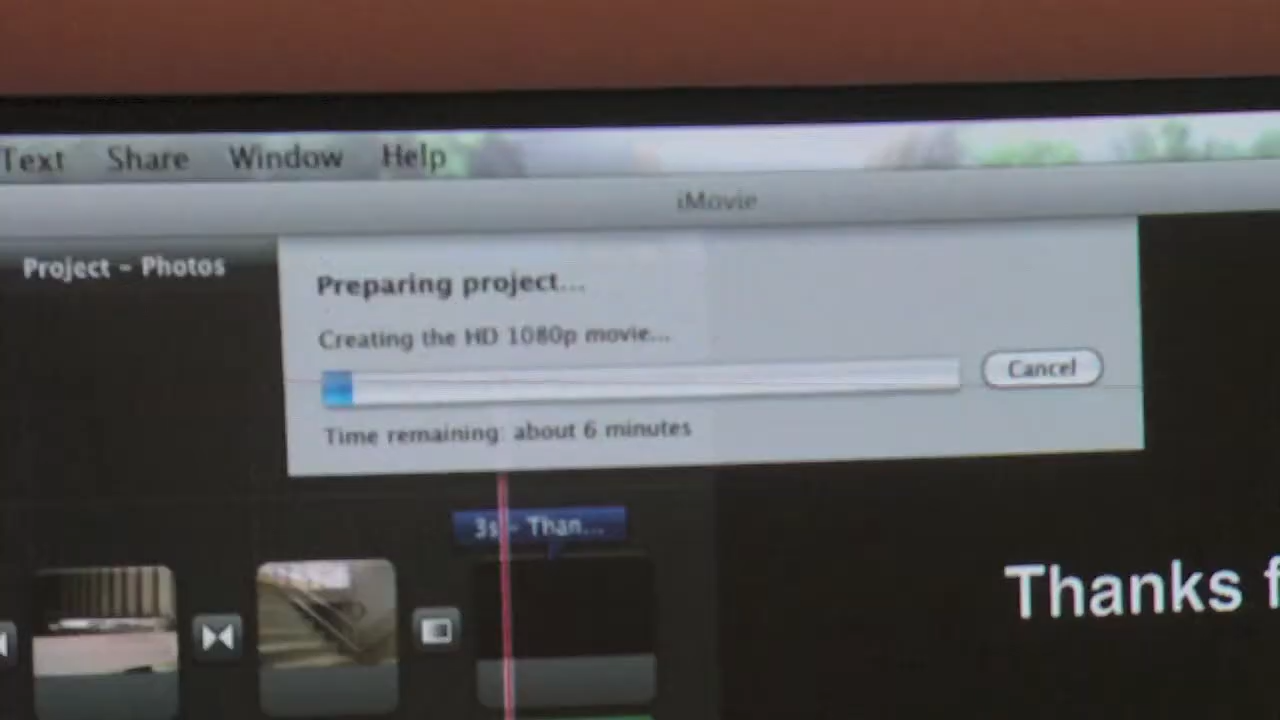 Text Share Window Help
iMovie
Project - Photos
Preparing project...
Creating the HD 1080p movie...
Cancel
Time remaining: about 6 minutes
3s - Than...
Thanks f